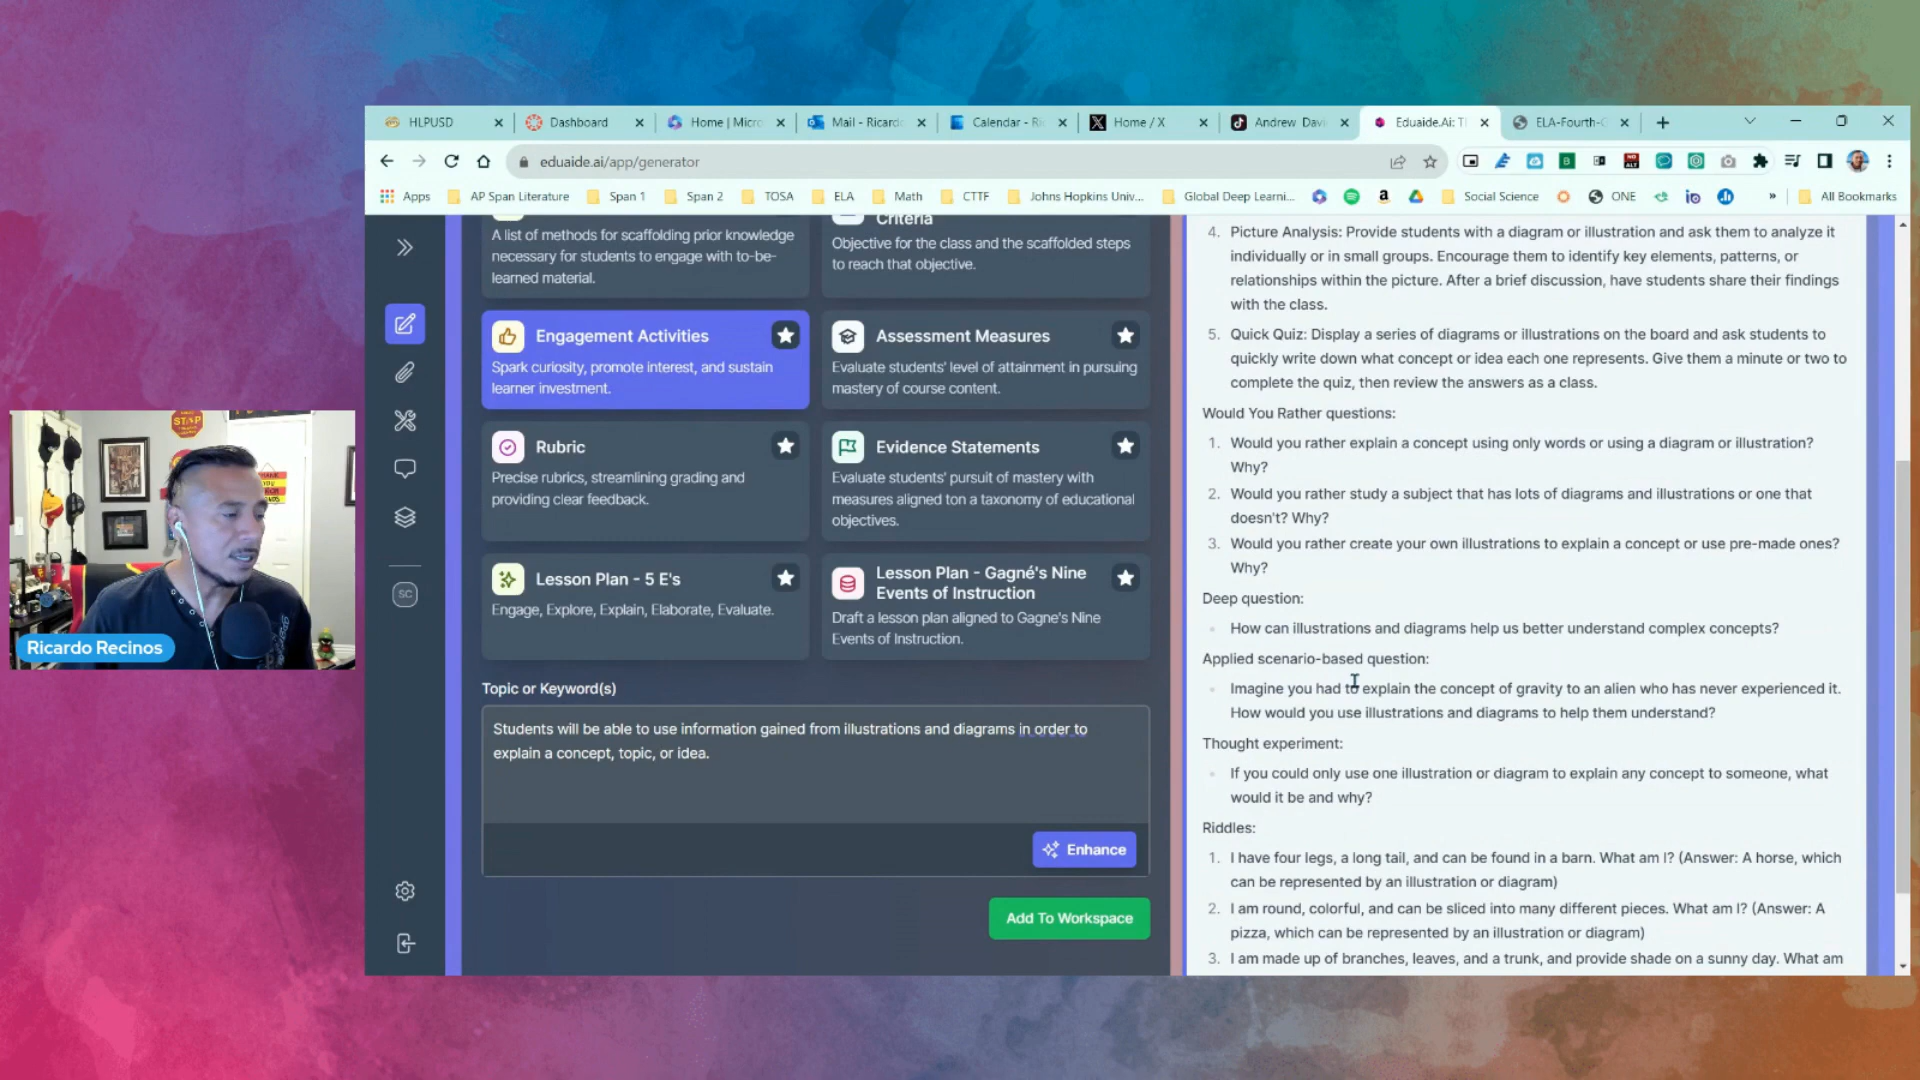 HLPUSD
Dashboard
Home | Micro
Mail - Ricard
Calendar - Ri
Home / X
Andrew Davi
Eduaide.Ai: T
ELA-Fourth-G
eduaide.ai/app/generator
Apps
AP Span Literature
Span 1
Span 2
TOSA
ELA
Math
CTTF
Johns Hopkins Univ...
Global Deep Learni...
Social Science
ONE
»
All Bookmarks
A list of methods for scaffolding prior knowledge
necessary for students to engage with to-be-
learned material.
Criteria
Objective for the class and the scaffolded steps
to reach that objective.
Engagement Activities
Spark curiosity, promote interest, and sustain
learner investment.
Assessment Measures
Evaluate students' level of attainment in pursuing
mastery of course content.
Rubric
Precise rubrics, streamlining grading and
providing clear feedback.
Evidence Statements
Evaluate students' pursuit of mastery with
measures aligned ton a taxonomy of educational
objectives.
Lesson Plan - 5 E's
Engage, Explore, Explain, Elaborate, Evaluate.
Lesson Plan - Gagné's Nine
Events of Instruction
Draft a lesson plan aligned to Gagne's Nine
Events of Instruction.
SC
Topic or Keyword(s)
Students will be able to use information gained from illustrations and diagrams in order to
explain a concept, topic, or idea.
Enhance
Add To Workspace
4. Picture Analysis: Provide students with a diagram or illustration and ask them to analyze it
individually or in small groups. Encourage them to identify key elements, patterns, or
relationships within the picture. After a brief discussion, have students share their findings
with the class.
5. Quick Quiz: Display a series of diagrams or illustrations on the board and ask students to
quickly write down what concept or idea each one represents. Give them a minute or two to
complete the quiz, then review the answers as a class.
Would You Rather questions:
1. Would you rather explain a concept using only words or using a diagram or illustration?
Why?
2. Would you rather study a subject that has lots of diagrams and illustrations or one that
doesn't? Why?
3. Would you rather create your own illustrations to explain a concept or use pre-made ones?
Why?
Deep question:
How can illustrations and diagrams help us better understand complex concepts?
Applied scenario-based question:
Imagine you had to explain the concept of gravity to an alien who has never experienced it.
How would you use illustrations and diagrams to help them understand?
Thought experiment:
If you could only use one illustration or diagram to explain any concept to someone, what
would it be and why?
Riddles:
1. I have four legs, a long tail, and can be found in a barn. What am I? (Answer: A horse, which
can be represented by an illustration or diagram)
2. I am round, colorful, and can be sliced into many different pieces. What am I? (Answer: A
pizza, which can be represented by an illustration or diagram)
3. I am made up of branches, leaves, and a trunk, and provide shade on a sunny day. What am
STOP
Ricardo Recinos